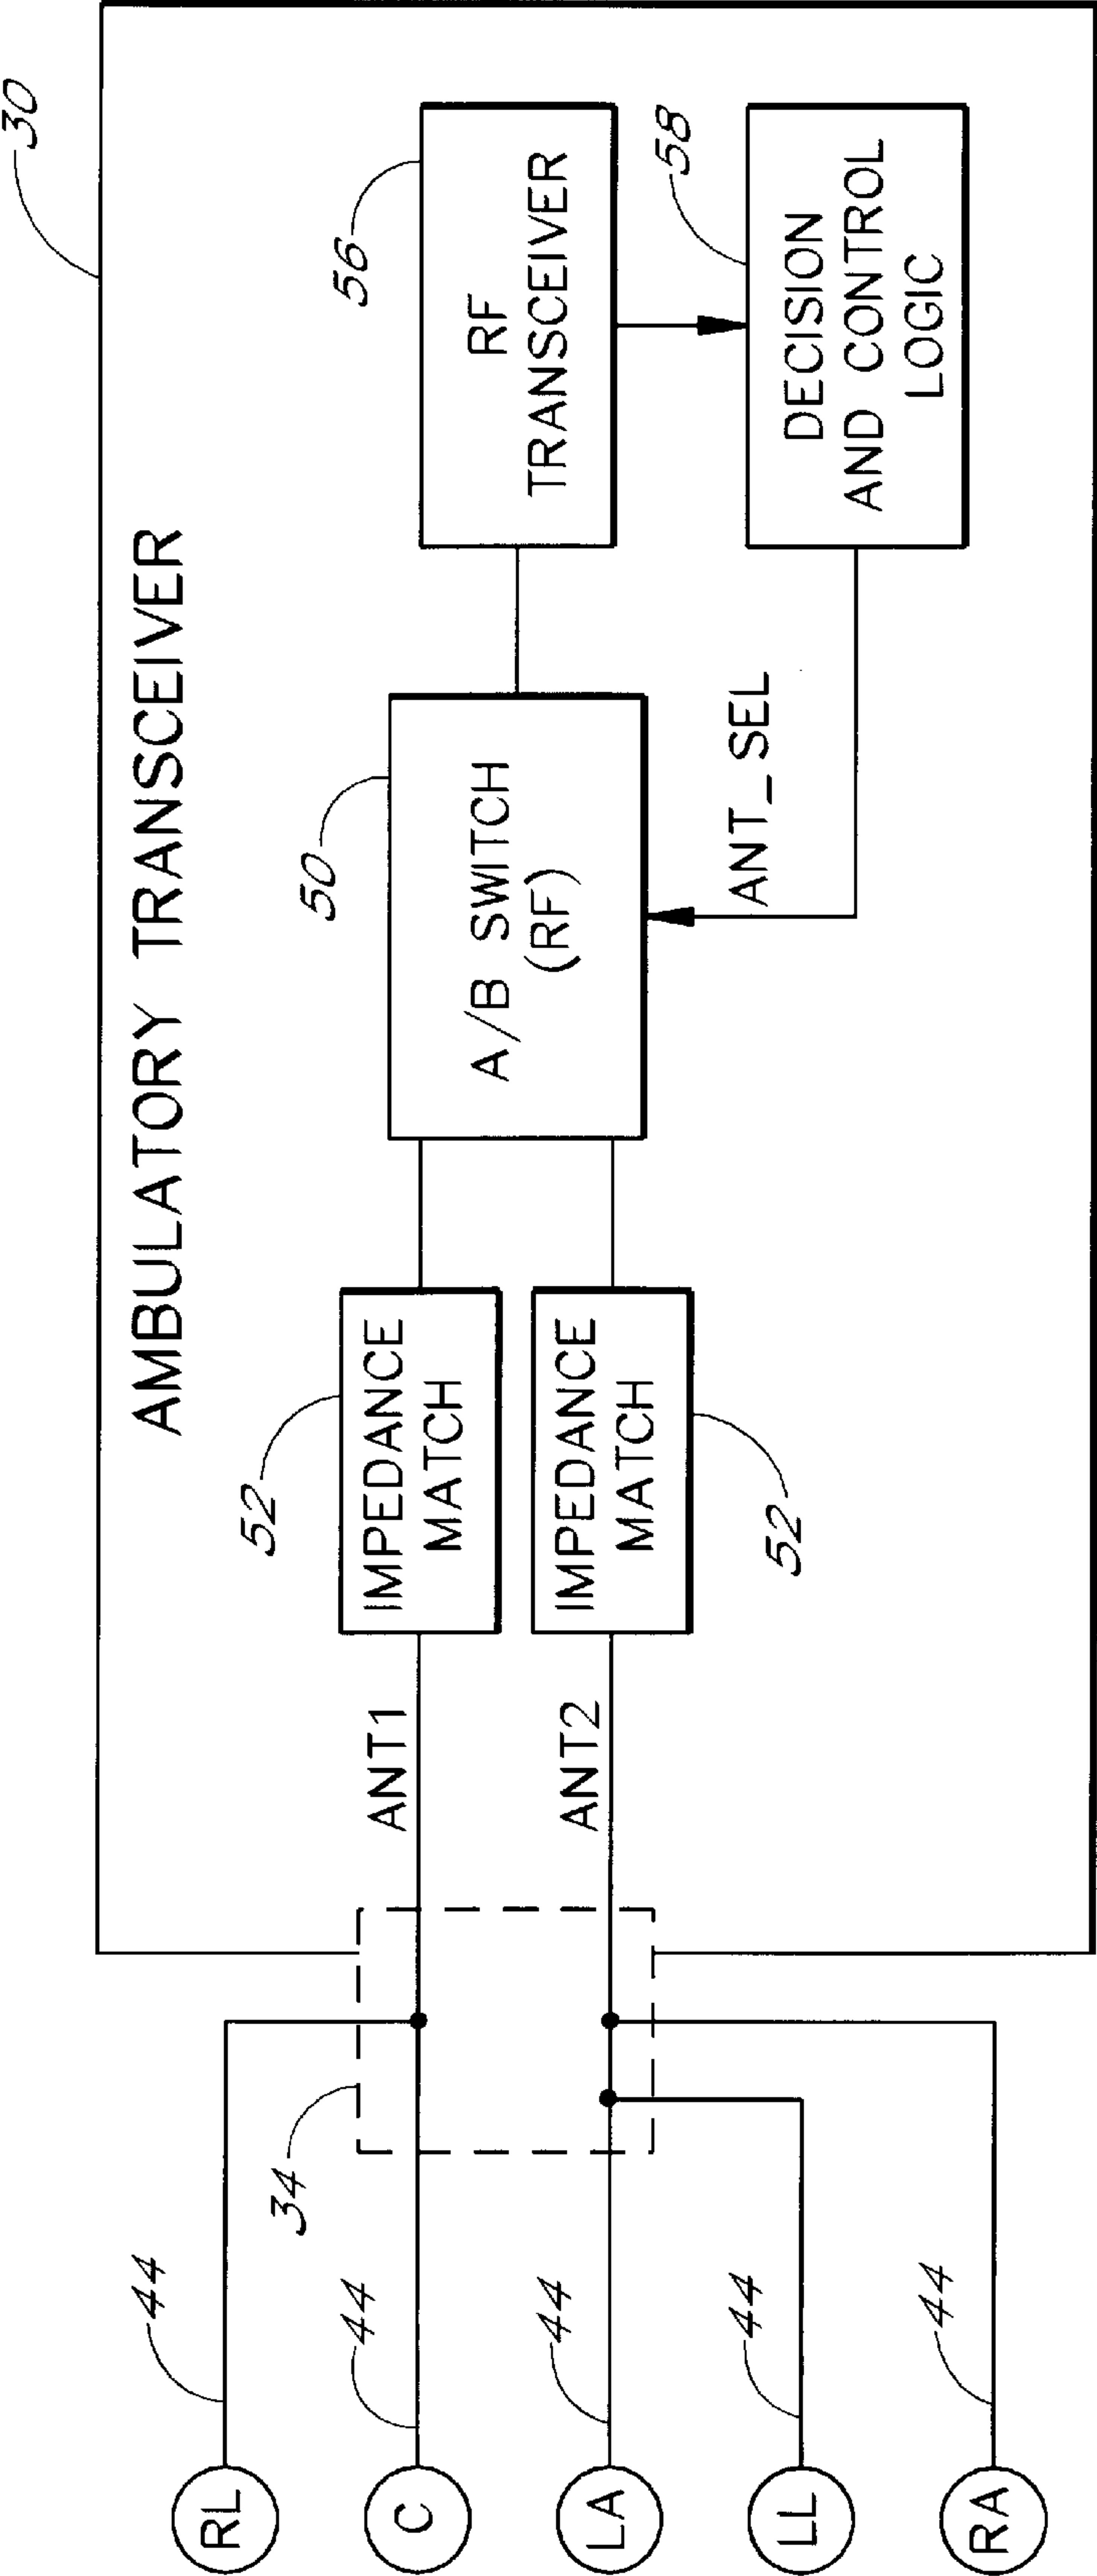 30
AMBULATORY TRANSCEIVER
44
RL
34
44
C
ANT1
52
IMPEDANCE
MATCH
50
A/B SWITCH
(RF)
56
RF
TRANSCEIVER
44
LA
ANT2
IMPEDANCE
MATCH
52
ANT_SEL
58
DECISION
AND CONTROL
LOGIC
44
LL
44
RA